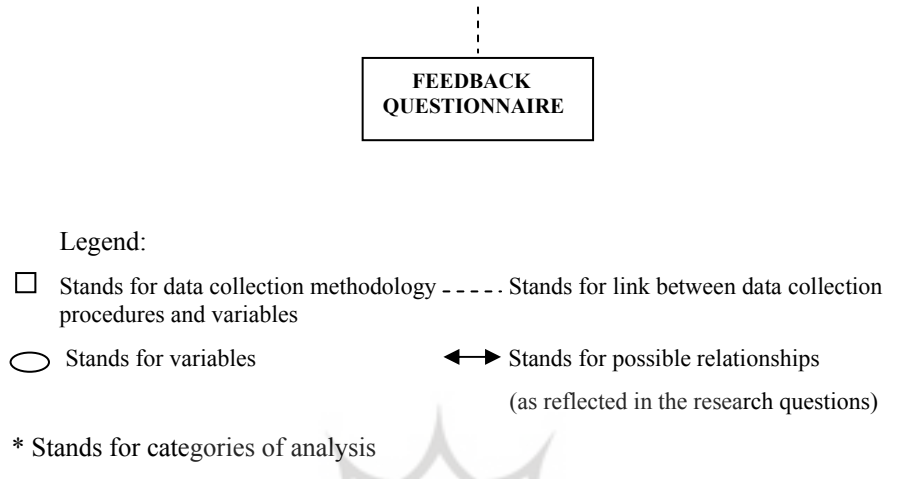 FEEDBACK
QUESTIONNAIRE
Legend:
Stands for data collection methodology
procedures and variables
Stands for link between data collection
Stands for variables
Stands for possible relationships
(as reflected in the research questions)
* Stands for categories of analysis